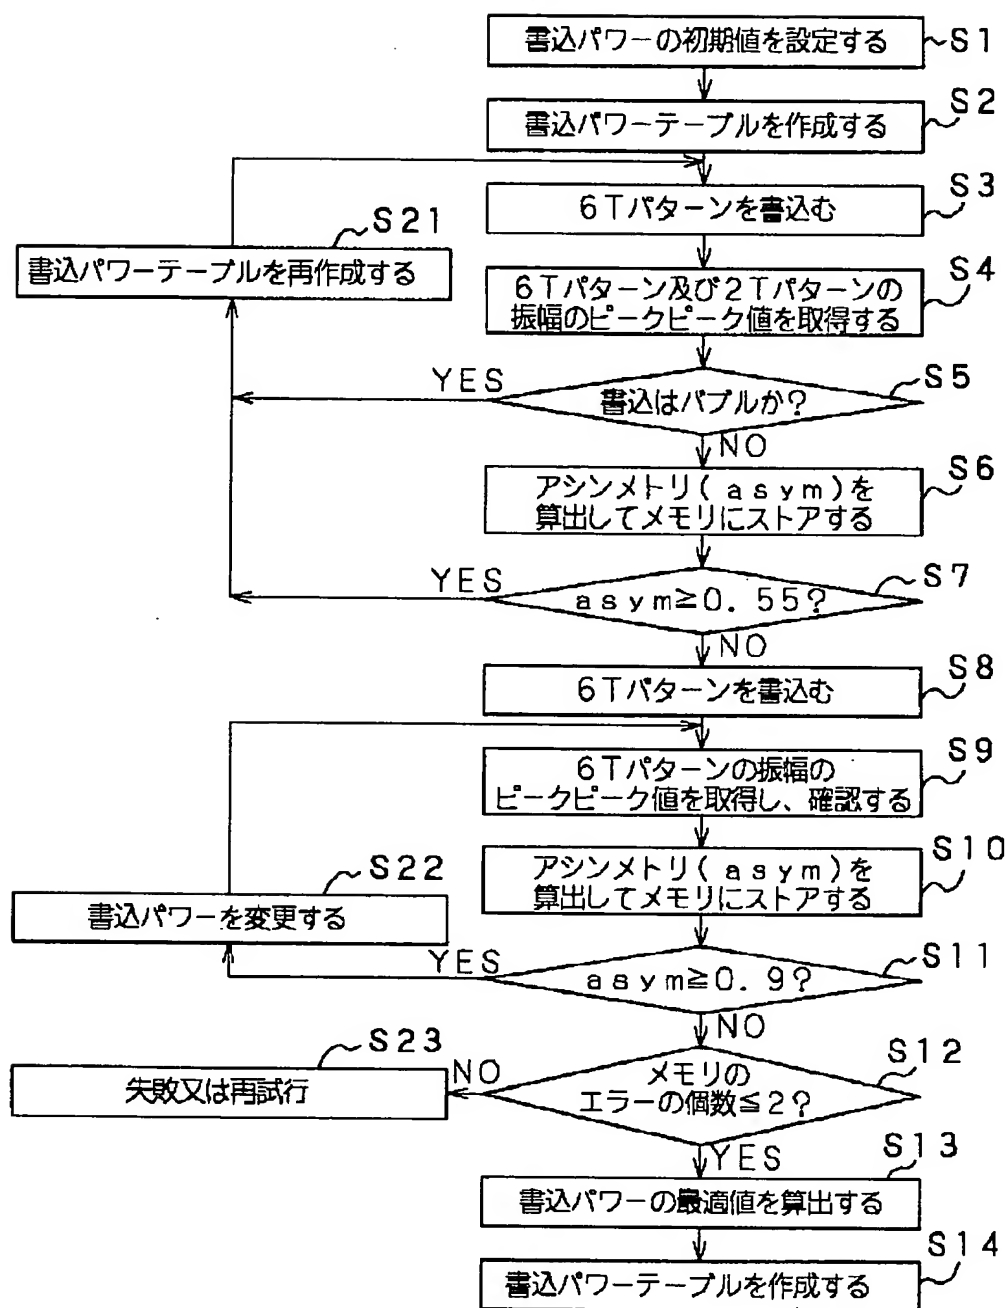 書込パワーの初期値を設定する
S1
書込パワーテーブルを作成する
S2
6Tパターンを書込む
S3
書込パワーテーブルを再作成する
S21
6Tパターン及び2Tパターンの
振幅のピークピーク値を取得する
S4
書込はバブルか?
S5
YES
NO
アシンメトリ(asym)を
算出してメモリにストアする
S6
asym≧0.55?
S7
YES
NO
6Tパターンを書込む
S8
6Tパターンの振幅の
ピークピーク値を取得し、確認する
S9
アシンメトリ(asym)を
算出してメモリにストアする
S10
書込パワーを変更する
S22
asym≧0.9?
S11
YES
NO
メモリの
エラーの個数≦2?
S12
NO
失敗又は再試行
S23
YES
書込パワーの最適値を算出する
S13
書込パワーテーブルを作成する
S14